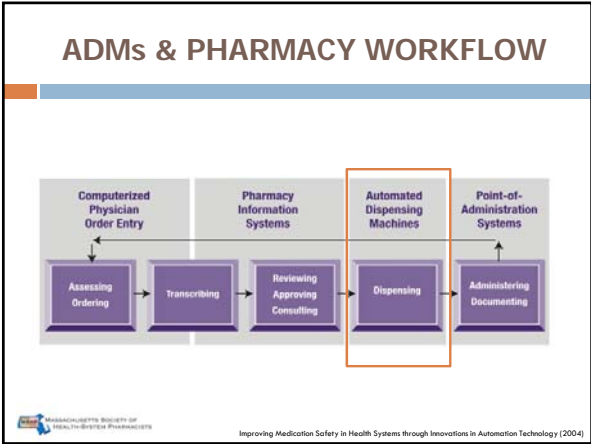 ADMs & PHARMACY WORKFLOW
Computerized
Physician
Order Entry
Pharmacy
Information
Systems
Automated
Dispensing
Machines
Point-of-
Administration
Systems
Assessing
Ordering
Transcribing
Reviewing
Approving
Consulting
Dispensing
Administering
Documenting
MASSACHUSETTS SOCIETY OF
HEALTH-SYSTEM PHARMACISTS
Improving Medication Safety in Health Systems through Innovations in Automation Technology (2004)